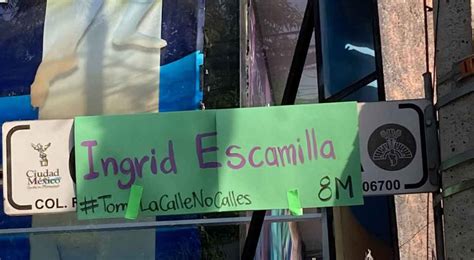 Ciudad
México
Ingrid Escamilla
COL.
#TomaLaCalleNoCalles
8M
06700